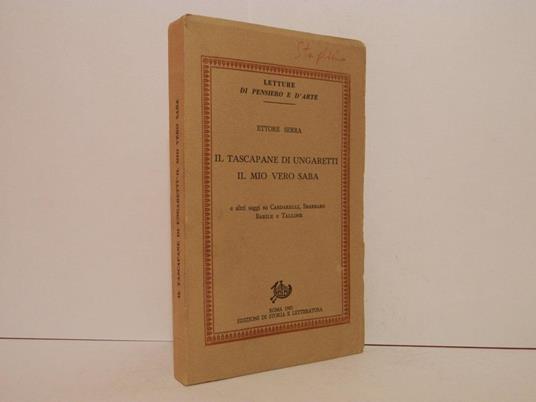 LETTURE
DI PENSIERO E D'ARTE
ETTORE SERRA
IL TASCAPANE DI UNGARETTI
IL MIO VERO SABA
e altri saggi su CARDARELLI, SBARBARO
BARILE e TALLONE
ROMA 1983
EDIZIONI DI STORIA E LETTERATURA
IL TASCAPANE DI UNGARETTI - IL MIO VERO SABA